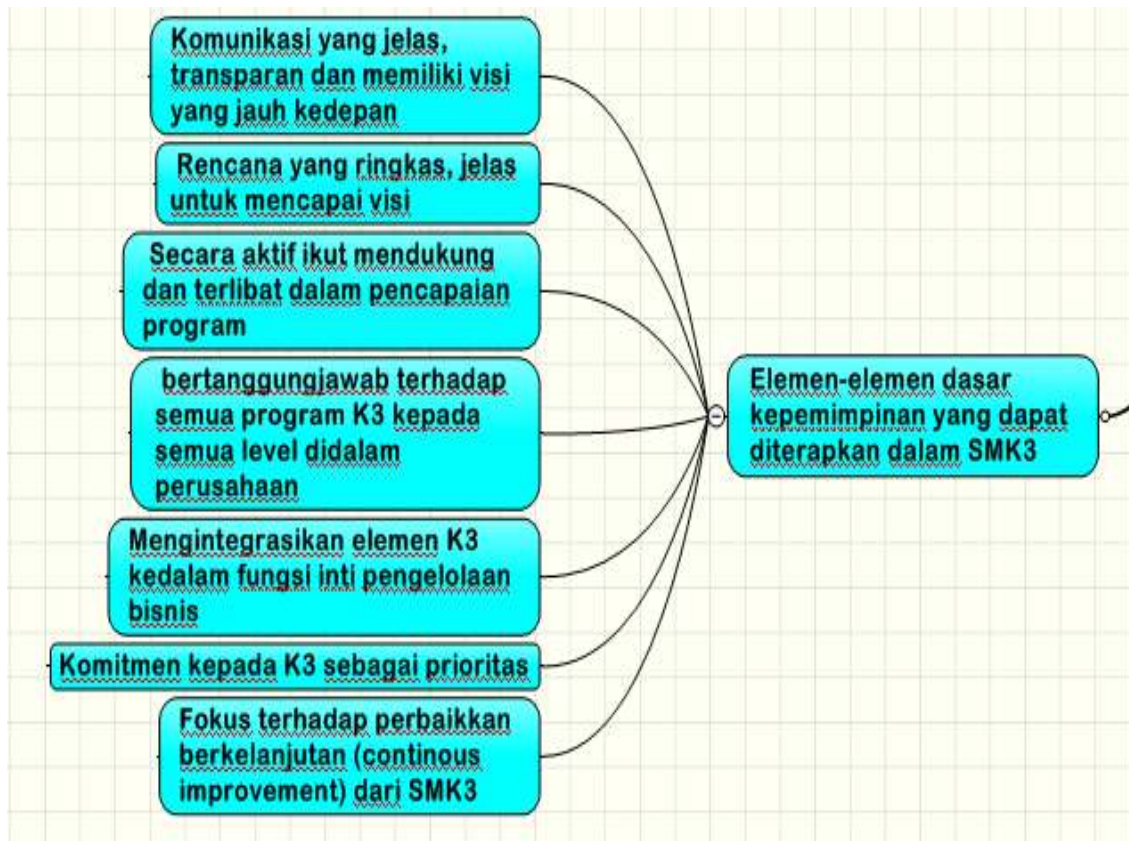 Komunikasi yang jelas,
transparan dan memiliki visi
yang jauh kedepan
Rencana yang ringkas, jelas
untuk mencapai visi
Secara aktif ikut mendukung
dan terlibat dalam pencapaian
program
bertanggungjawab terhadap
semua program K3 kepada
semua level didalam
perusahaan
Mengintegrasikan elemen K3
kedalam fungsi inti pengelolaan
bisnis
Komitmen kepada K3 sebagai prioritas
Fokus terhadap perbaikkan
berkelanjutan (continous
improvement) dari SMK3
Elemen-elemen dasar
kepemimpinan yang dapat
diterapkan dalam SMK3